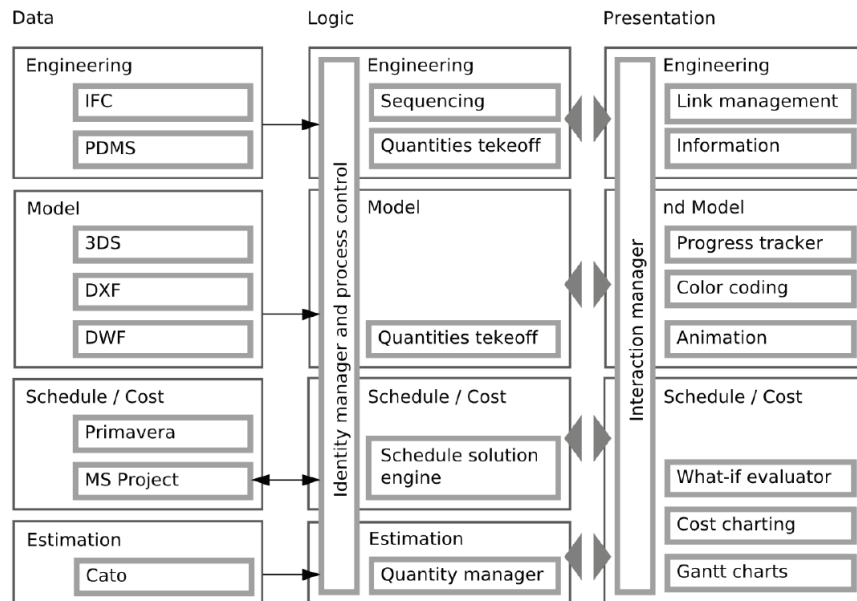 Data
Logic
Presentation
Engineering
IFC
PDMS
Model
3DS
DXF
DWF
Schedule / Cost
Primavera
MS Project
Estimation
Cato
Identity manager and process control
Engineering
Sequencing
Quantities tekeoff
Model
Quantities tekeoff
Schedule / Cost
Schedule solution
engine
Estimation
Quantity manager
Interaction manager
Engineering
Link management
Information
nd Model
Progress tracker
Color coding
Animation
Schedule / Cost
What-if evaluator
Cost charting
Gantt charts